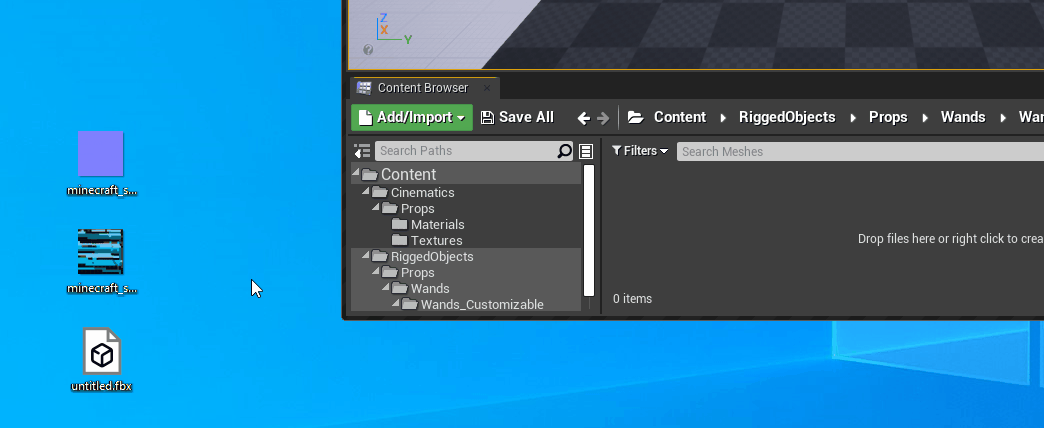 Z
X
Y
?
Content Browser
Add/Import
Save All
Content
RiggedObjects
Props
Wands
Wan
Search Paths
Filters
Search Meshes
Content
Cinematics
Props
Materials
Textures
RiggedObjects
Props
Wands
Wands_Customizable
Drop files here or right click to crea
0 items
minecraft_s...
minecraft_s...
untitled.fbx